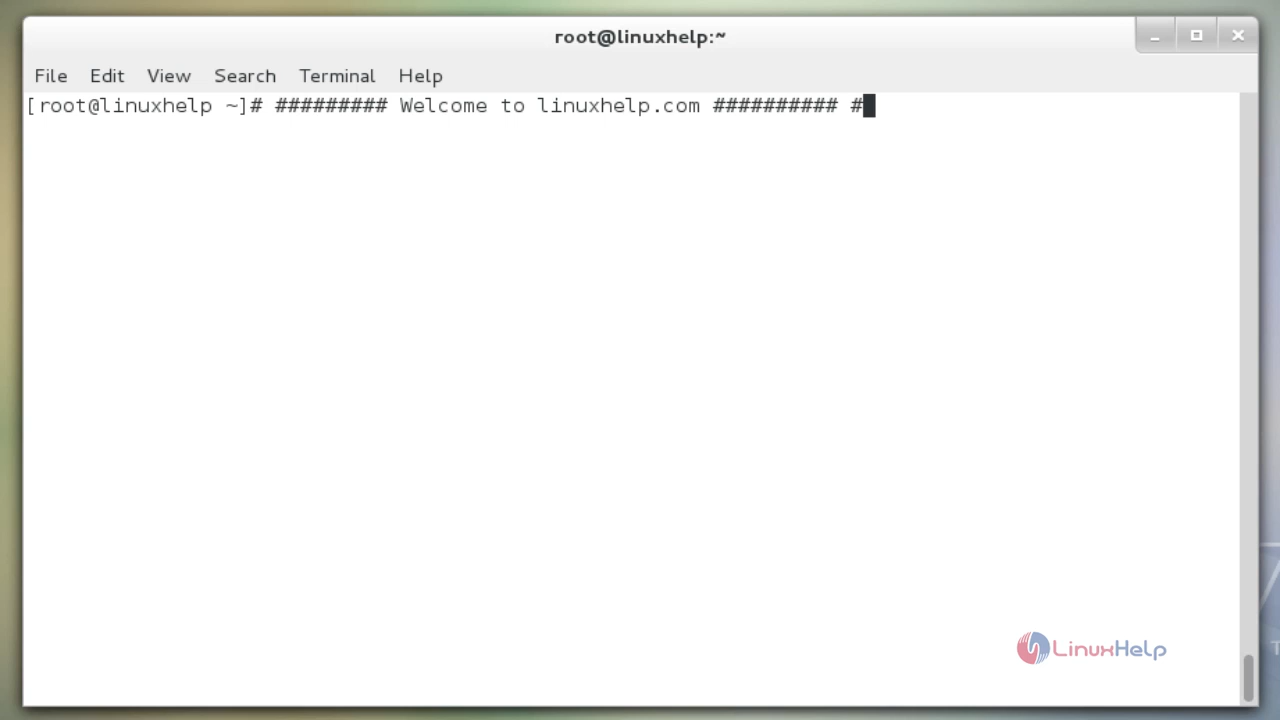 root@linuxhelp:~
File Edit View Search Terminal Help
[root@linuxhelp ~]# ######### Welcome to linuxhelp.com ########## #
LinuxHelp